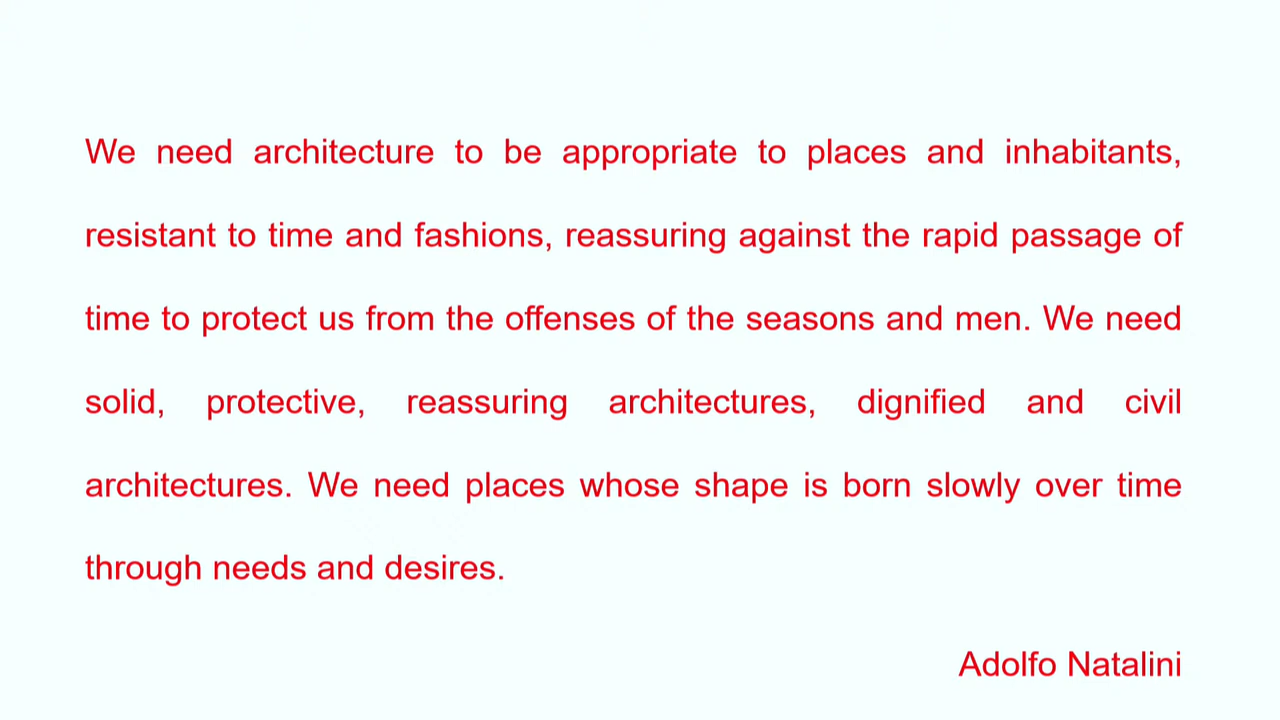 We need architecture to be appropriate to places and inhabitants,
resistant to time and fashions, reassuring against the rapid passage of
time to protect us from the offenses of the seasons and men. We need
solid, protective, reassuring architectures, dignified and civil
architectures. We need places whose shape is born slowly over time
through needs and desires.
Adolfo Natalini